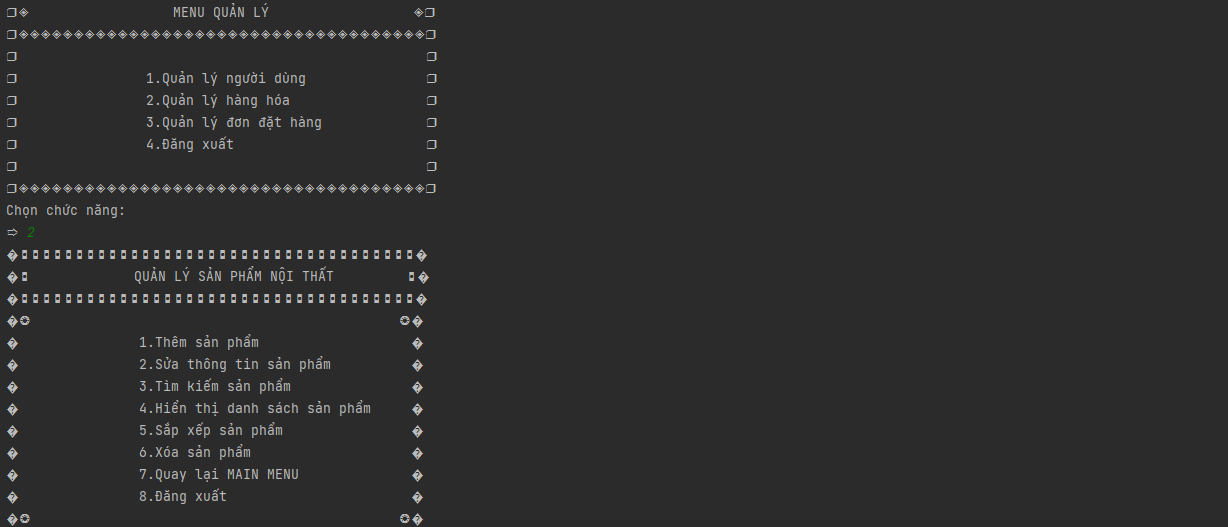 MENU QUẢN LÝ
1.Quản lý người dùng
2.Quản lý hàng hóa
3.Quản lý đơn đặt hàng
4.Đăng xuất
Chọn chức năng:
➩ 2
QUẢN LÝ SẢN PHẨM NỘI THẤT
1.Thêm sản phẩm
2.Sửa thông tin sản phẩm
3.Tìm kiếm sản phẩm
4.Hiển thị danh sách sản phẩm
5.Sắp xếp sản phẩm
6.Xóa sản phẩm
7.Quay lại MAIN MENU
8.Đăng xuất